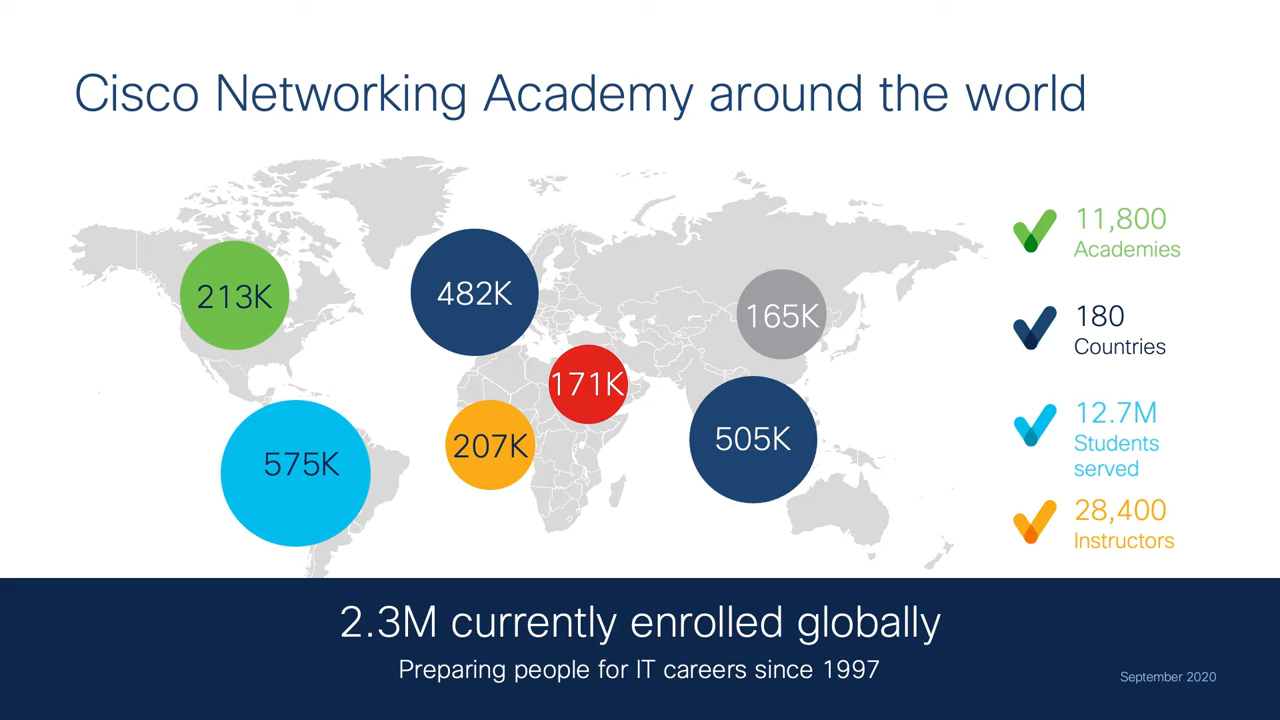 Cisco Networking Academy around the world
213K
482K
165K
171K
575K
207K
505K
11,800
Academies
180
Countries
12.7M
Students
served
28,400
Instructors
2.3M currently enrolled globally
Preparing people for IT careers since 1997
September 2020